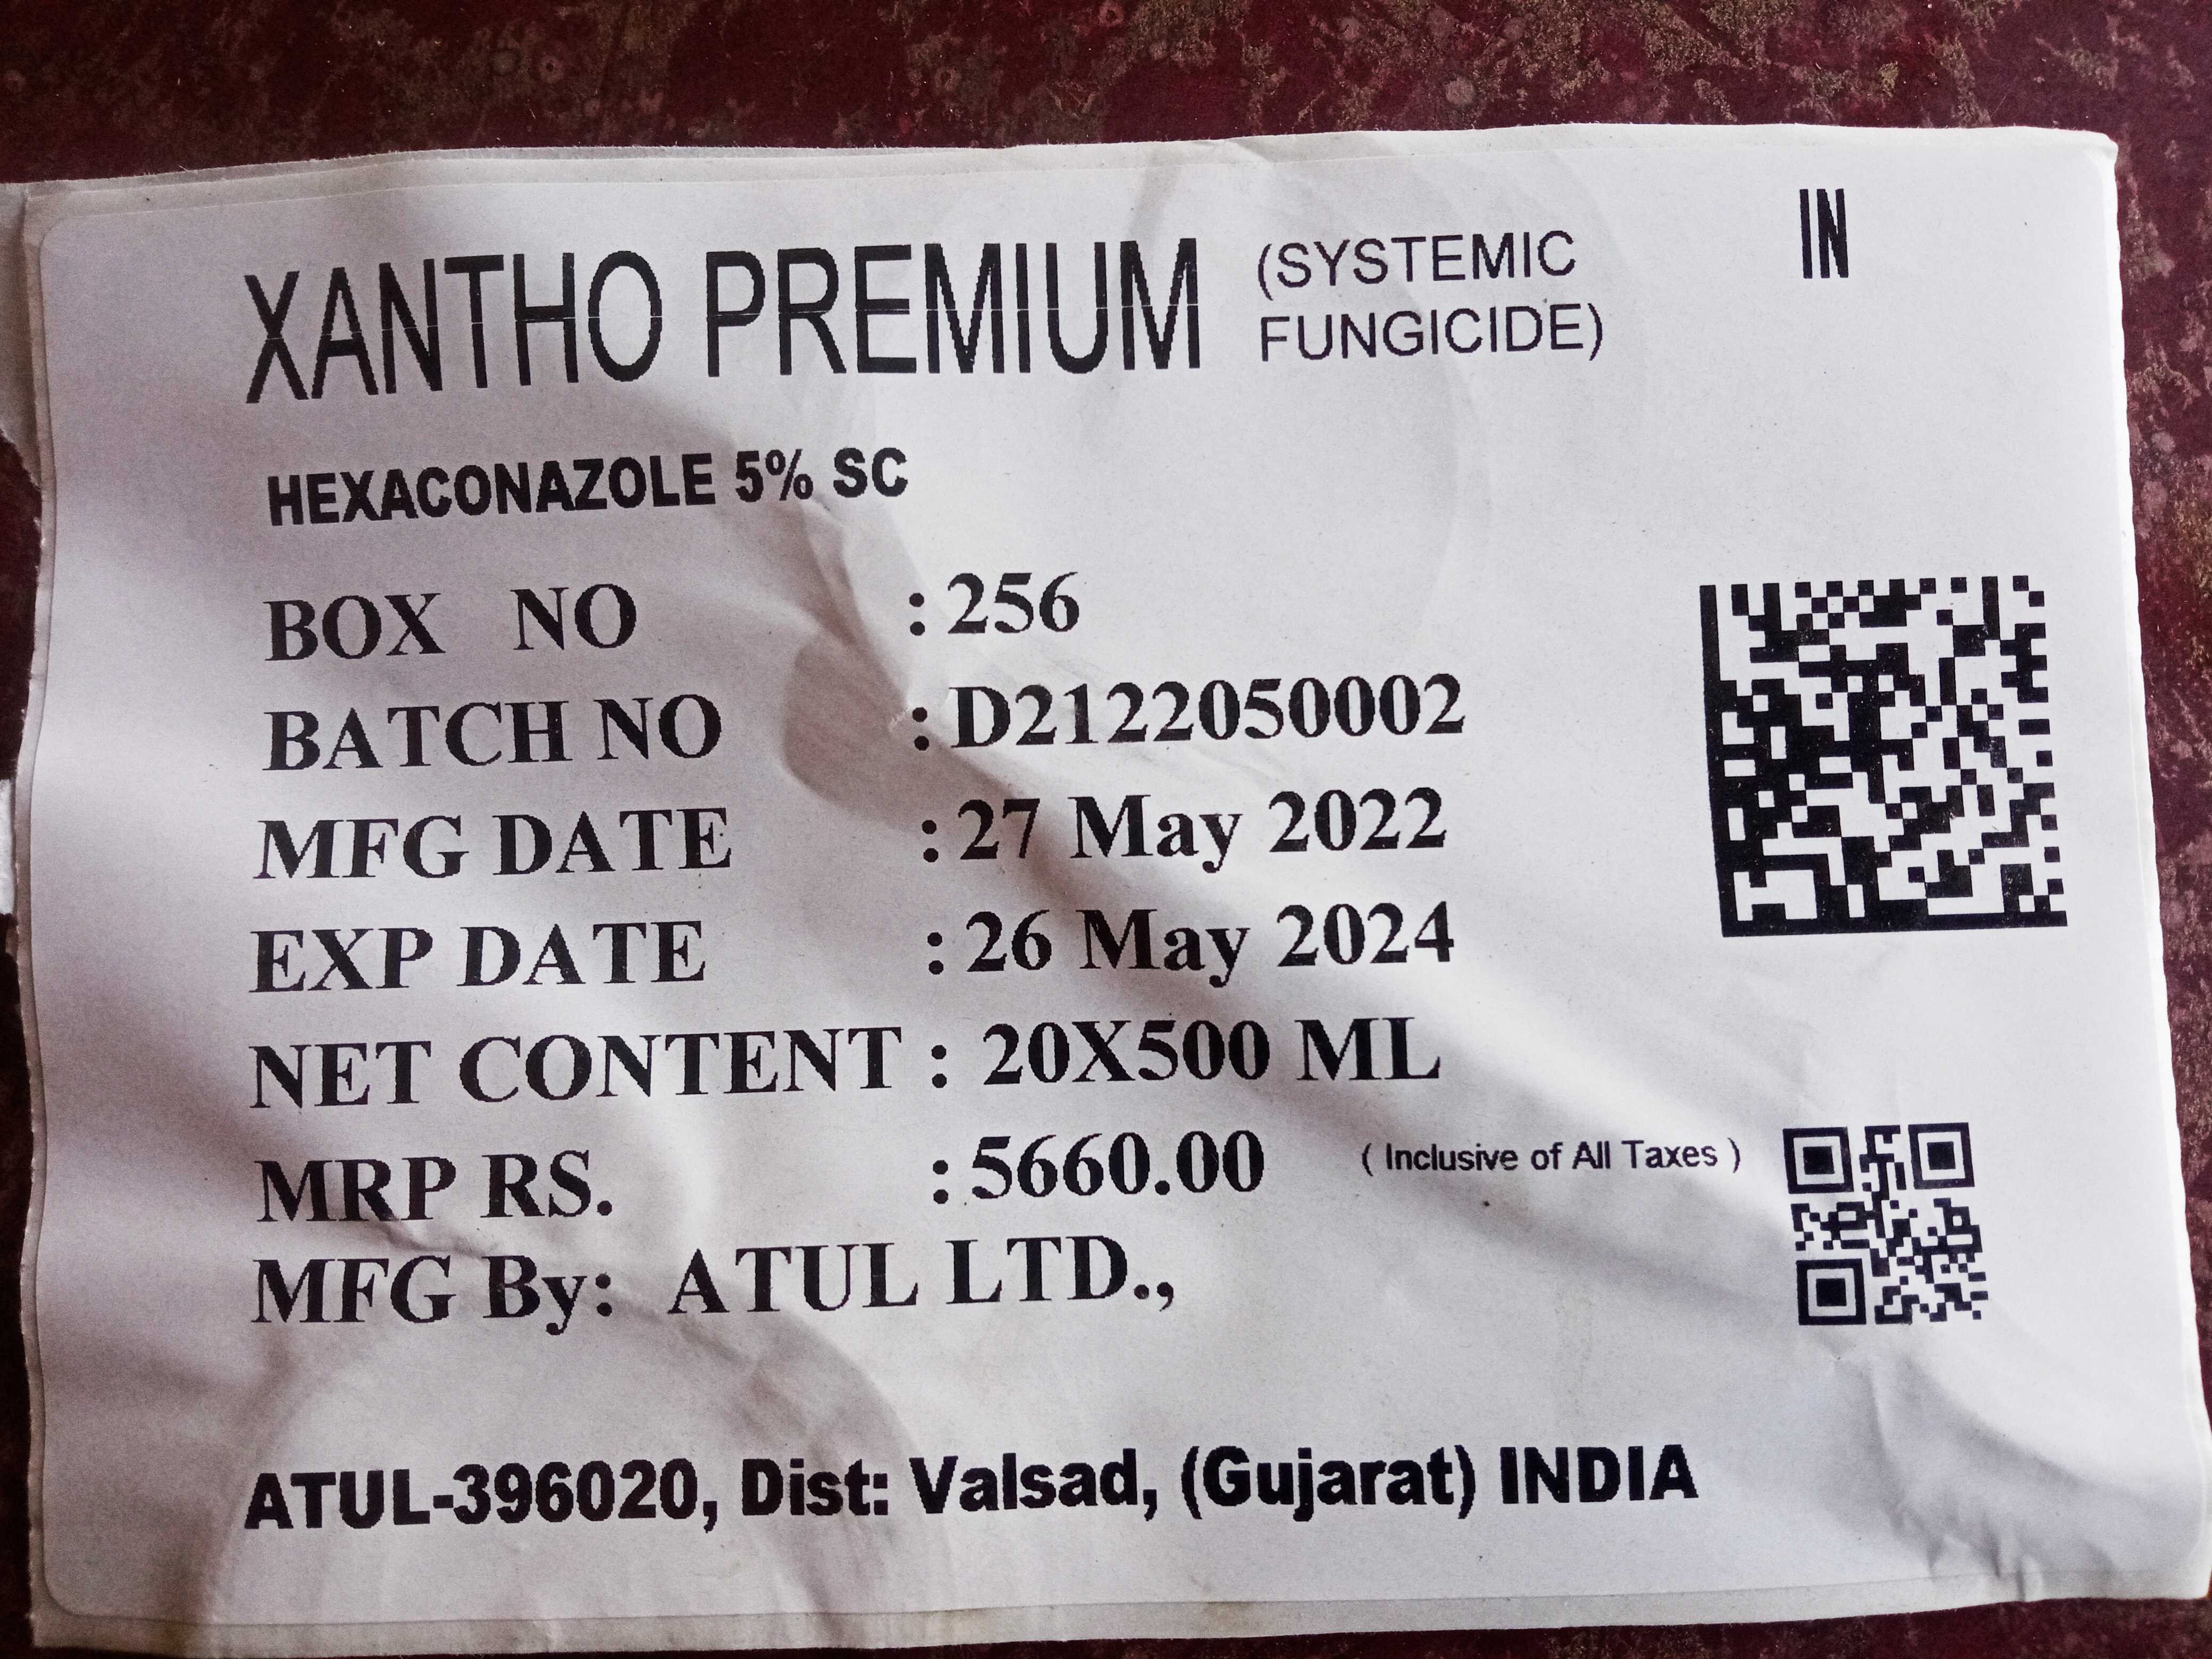 XANTHO PREMIUM (SYSTEMIC
FUNGICIDE)
IN
HEXACONAZOLE 5% SC
BOX NO : 256
BATCH NO : D2122050002
MFG DATE : 27 May 2022
EXP DATE : 26 May 2024
NET CONTENT : 20X500 ML
MRP RS. : 5660.00 ( Inclusive of All Taxes )
MFG By: ATUL LTD.,
ATUL-396020, Dist: Valsad, (Gujarat) INDIA